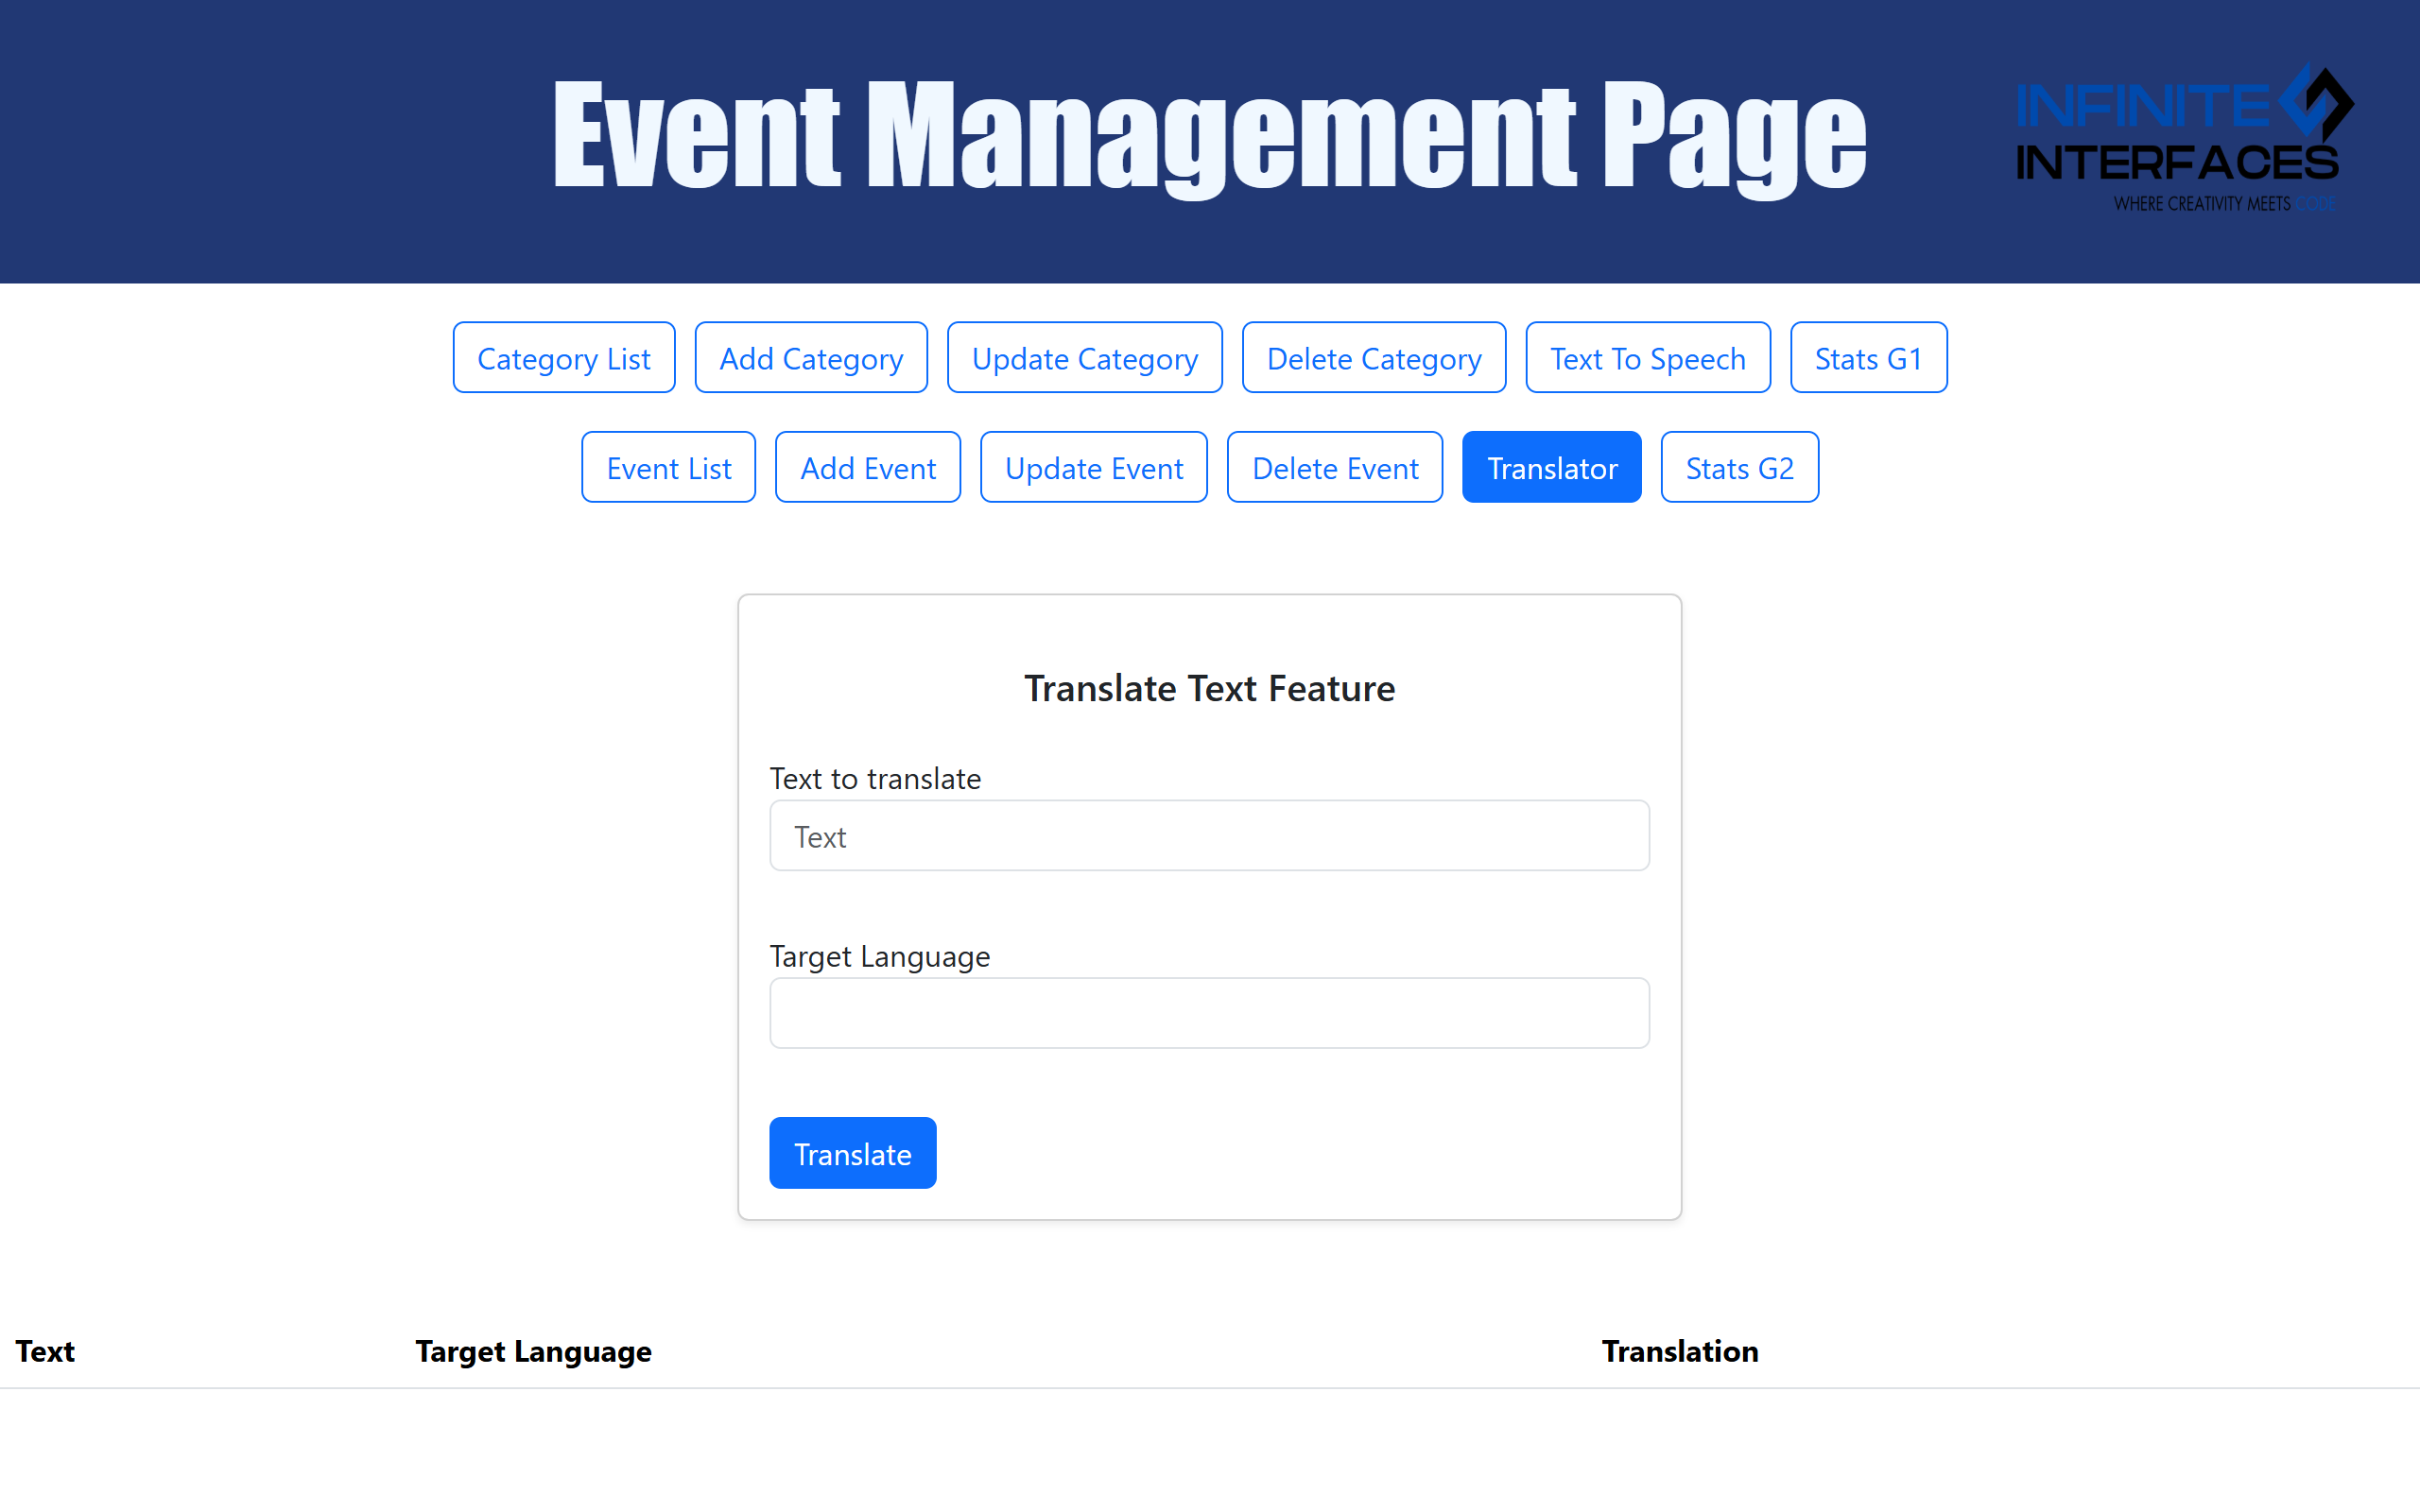 Event Management Page
INFINITE
INTERFACES
WHERE CREATIVITY MEETS CODE
Category List Add Category Update Category Delete Category Text To Speech Stats G1
Event List Add Event Update Event Delete Event Translator Stats G2
Translate Text Feature
Text to translate
Text
Target Language
Translate
Text Target Language Translation